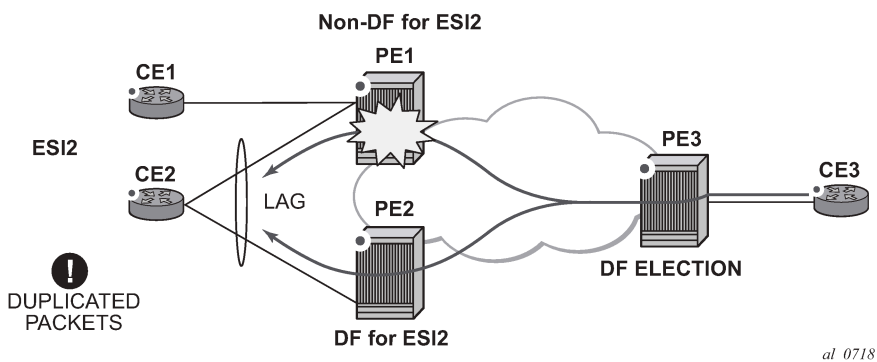 Non-DF for ESI2
PE1
CE1
ESI2
CE2
LAG
PE2
PE3
CE3
DF ELECTION
!
DUPLICATED
PACKETS
DF for ESI2
al_0718